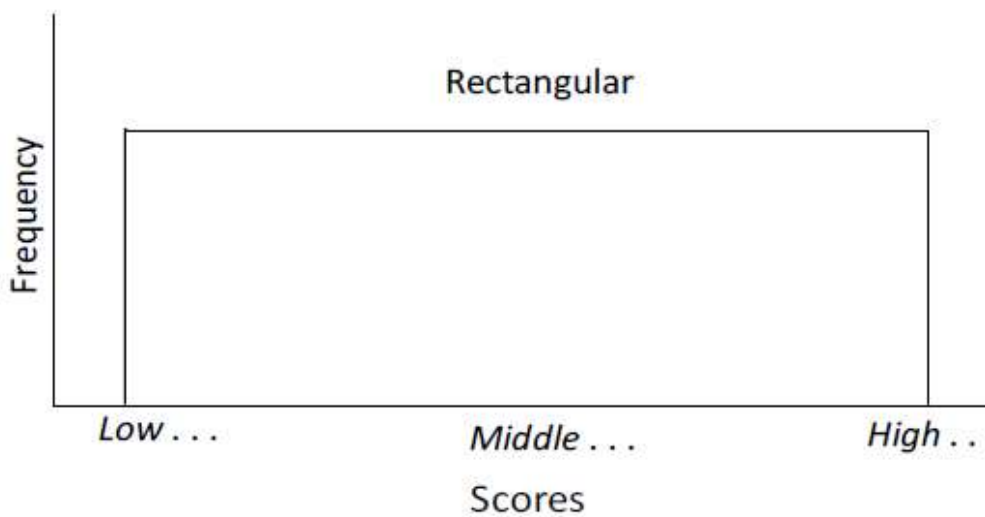 Rectangular
Frequency
Low . . .
Middle . . .
High . .
Scores